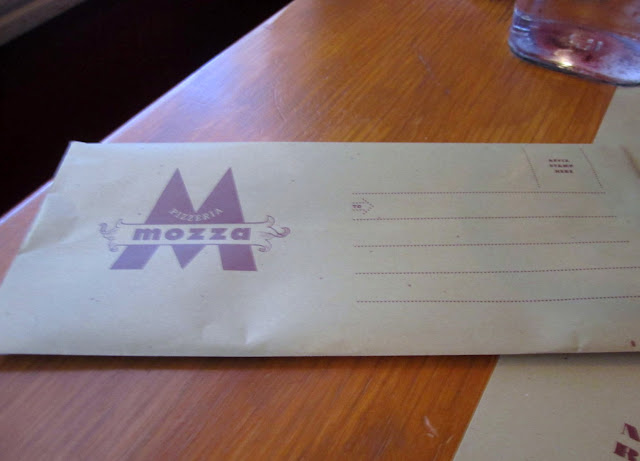 M
PIZZERIA
mozza
AFFIX
STAMP
HERE
TO
N
R